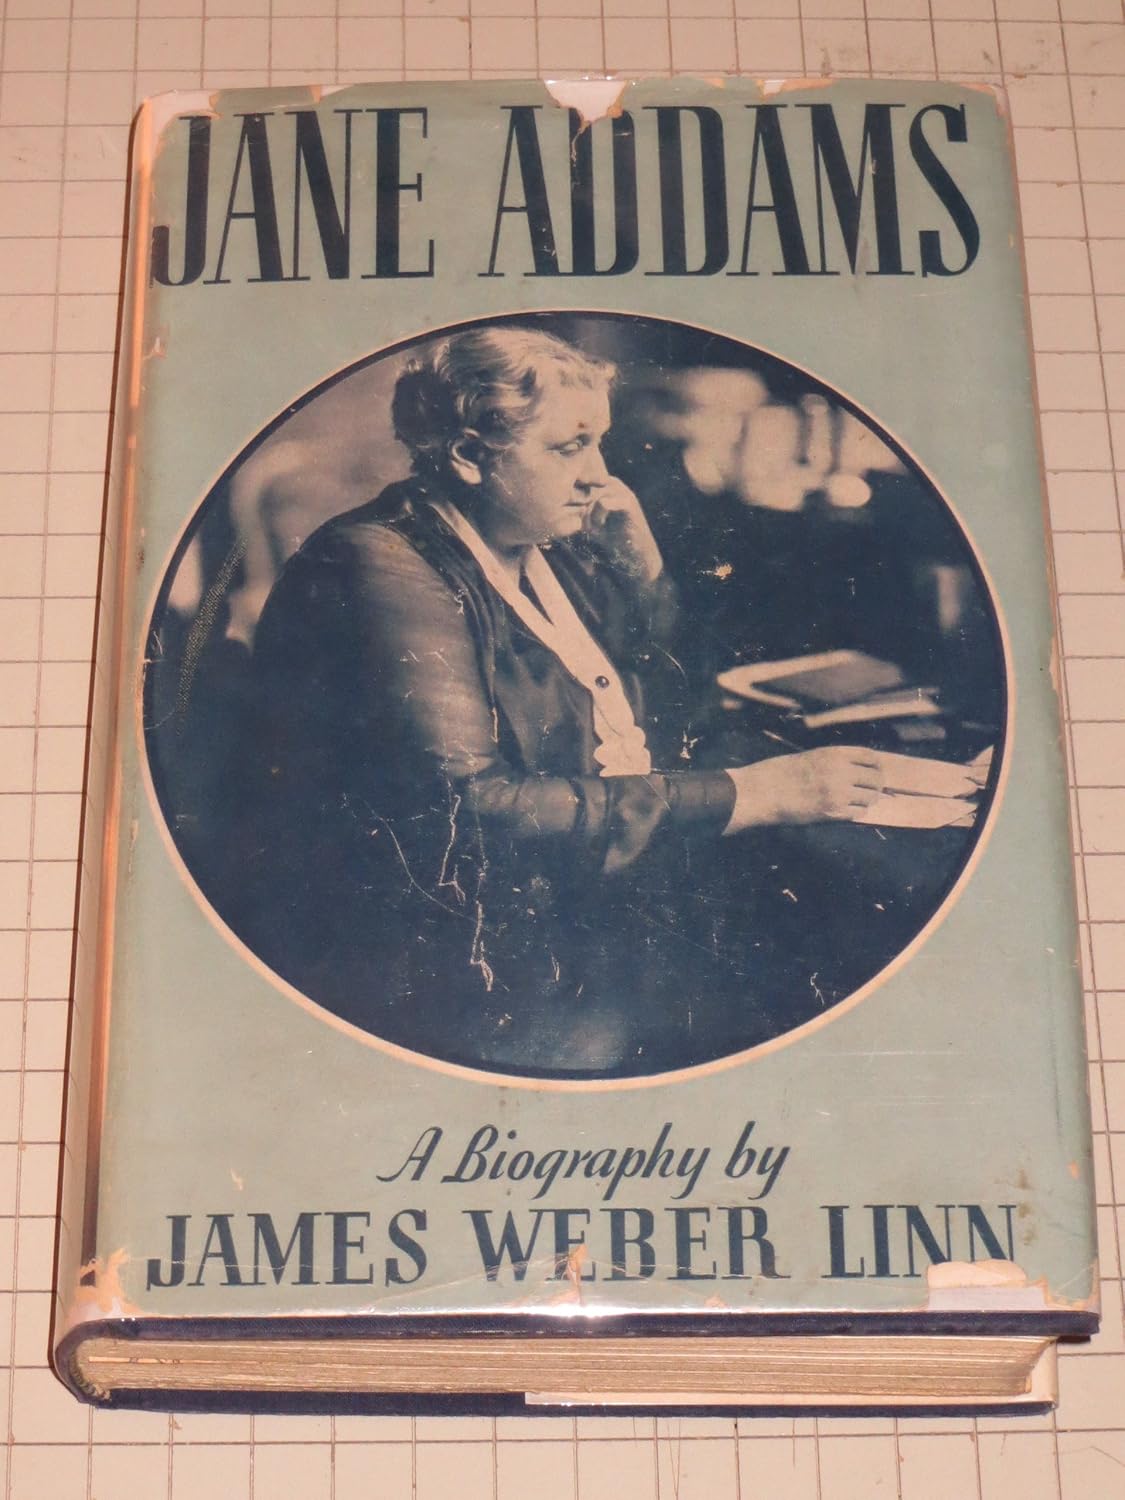 JANE ADDAMS
A Biography by
JAMES WEBER LINN